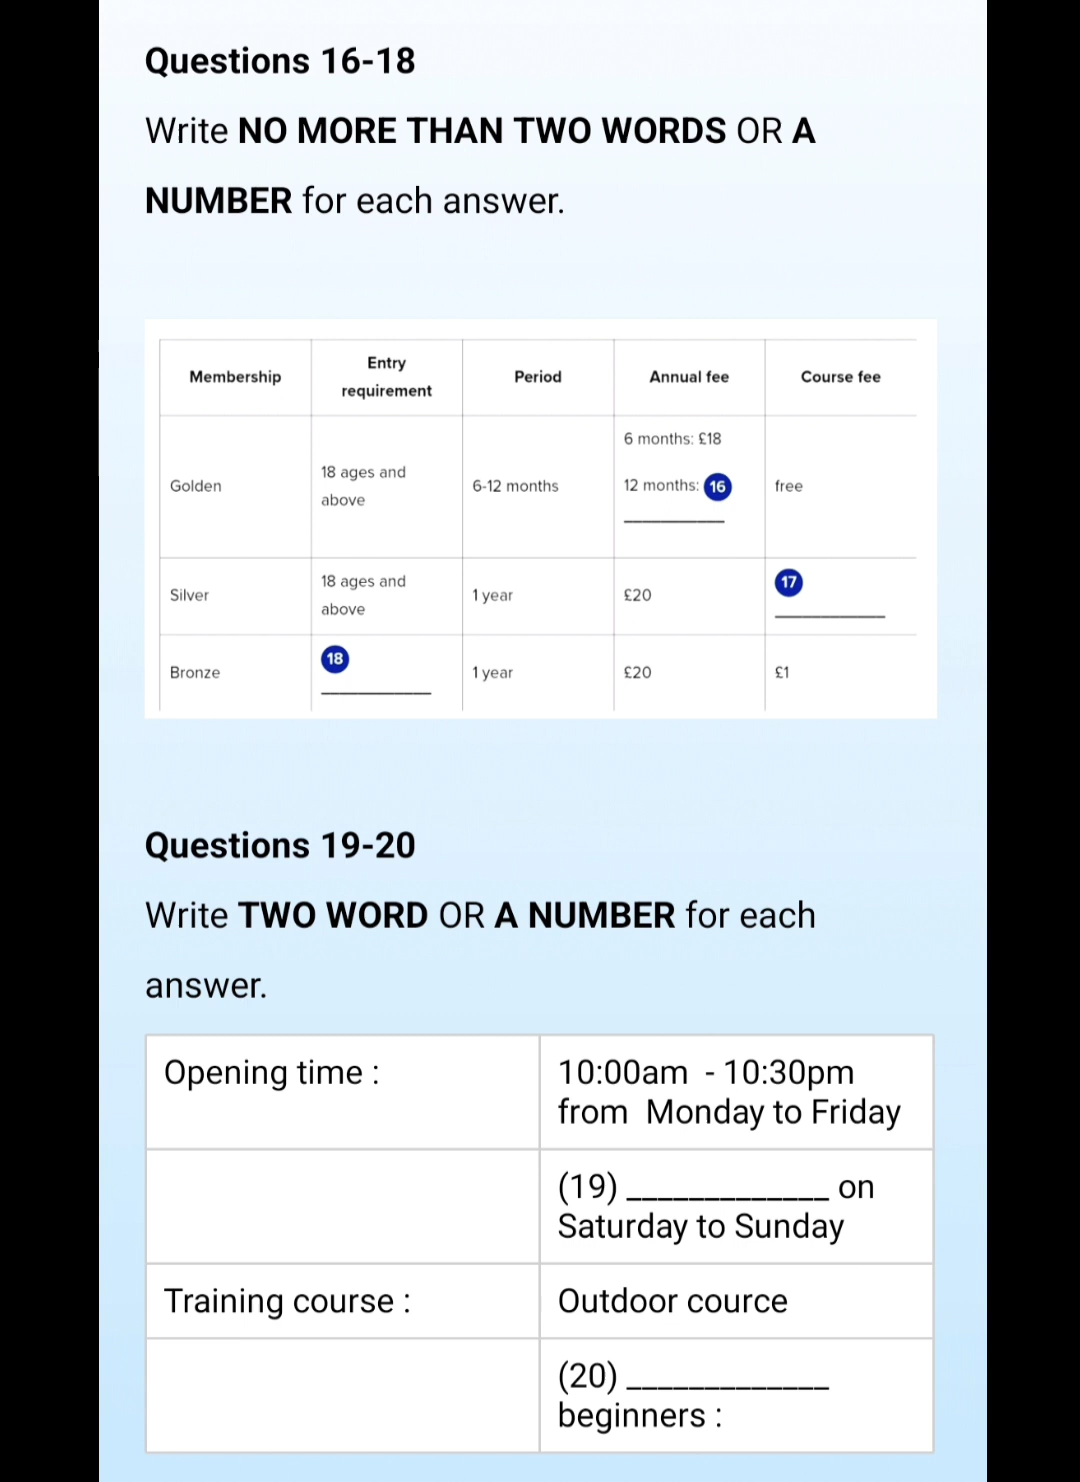 Questions 16-18
Write NO MORE THAN TWO WORDS OR A
NUMBER for each answer.
Membership
Entry
requirement
Period
Annual fee
Course fee
Golden
18 ages and
above
6-12 months
6 months: £18
12 months: 16
____________
free
Silver
18 ages and
above
1 year
£20
17
____________
Bronze
18
____________
1 year
£20
£1
Questions 19-20
Write TWO WORD OR A NUMBER for each
answer.
Opening time :
10:00am - 10:30pm
from Monday to Friday
(19) ____________ on
Saturday to Sunday
Training course :
Outdoor cource
(20) ____________
beginners :